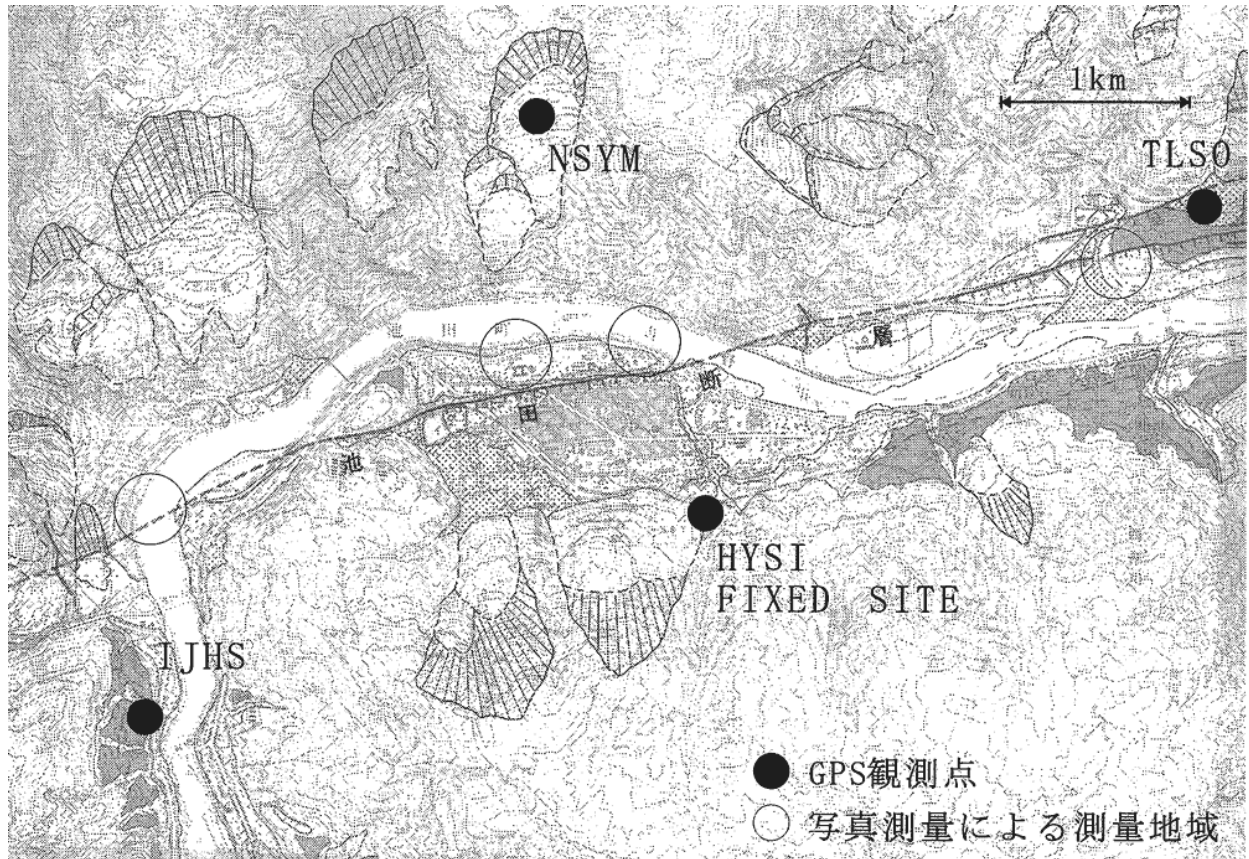 1km
NSYM
TLSO
層
断
田
池
HYSI
FIXED SITE
IJHS
GPS観測点
写真測量による測量地域